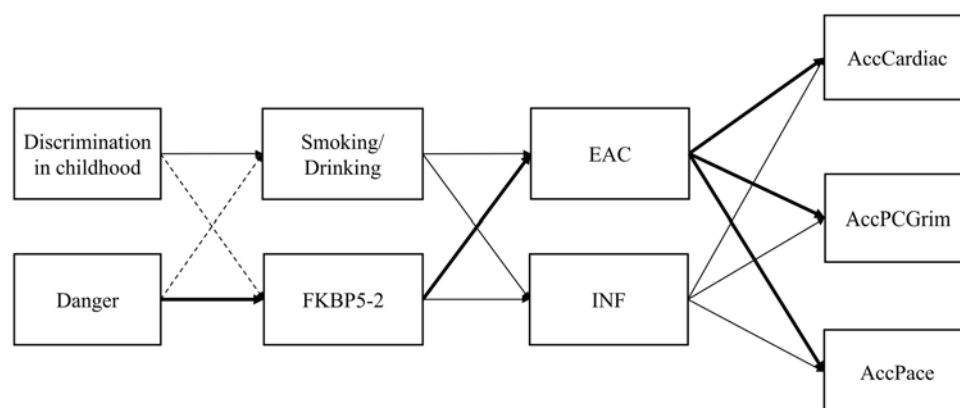 AccCardiac
Discrimination
in childhood
Smoking/
Drinking
EAC
AccPCGrim
Danger
FKBP5-2
INF
AccPace